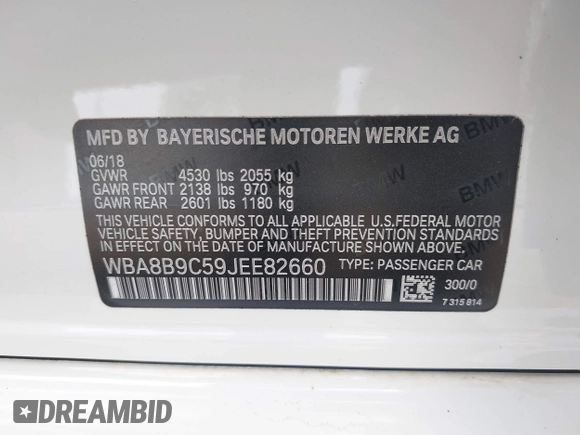 MFD BY BAYERISCHE MOTOREN WERKE AG
06/18
GVWR 4530 lbs 2055 kg
GAWR FRONT 2138 lbs 970 kg
GAWR REAR 2601 lbs 1180 kg
THIS VEHICLE CONFORMS TO ALL APPLICABLE U.S.FEDERAL MOTOR
VEHICLE SAFETY, BUMPER AND THEFT PREVENTION STANDARDS
IN EFFECT ON THE DATE OF MANUFACTURE SHOWN ABOVE.
WBA8B9C59JEE82660 TYPE: PASSENGER CAR
300/0
7 315 814
DREAMBID